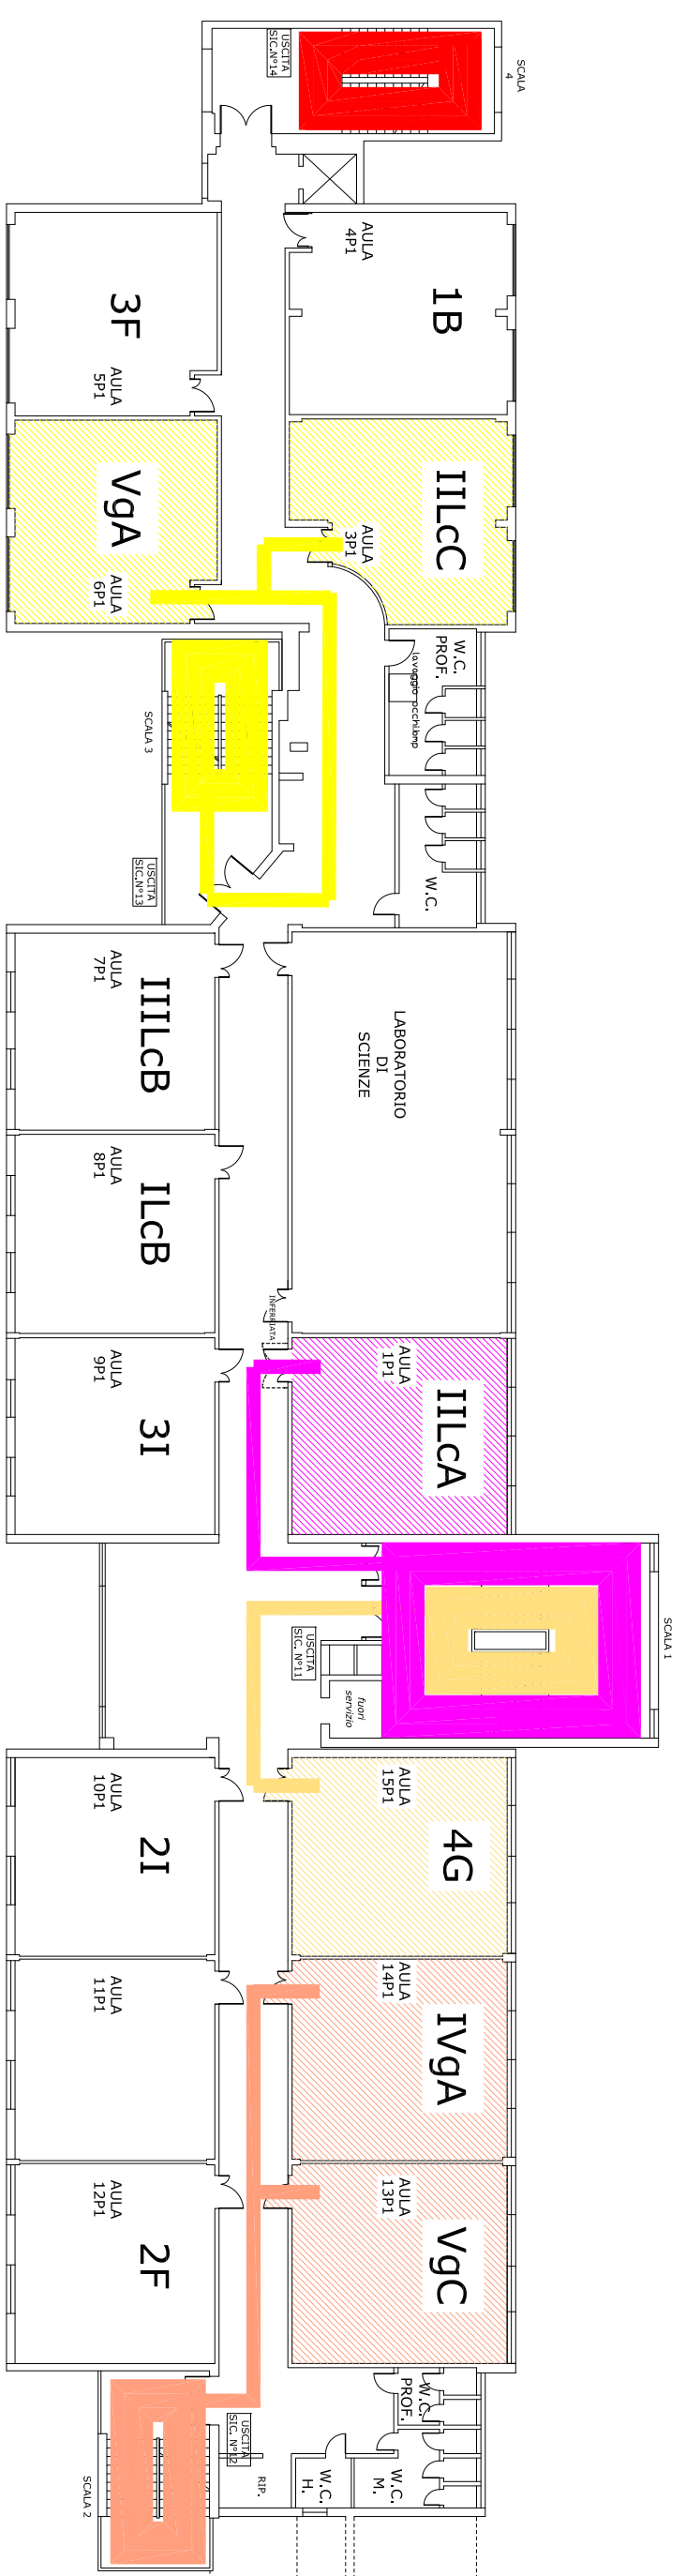 SCALA
4
USCITA
SIC.N°14
AULA
4P1
1B
3F
AULA
5P1
IILcC
AULA
3P1
VgA
AULA
6P1
W.C.
PROF.
lavaggio occhi
SCALA 3
USCITA
SIC.N°13
W.C.
AULA
7P1
IIILcB
LABORATORIO
DI
SCIENZE
AULA
8P1
ILcB
INFERRIATA
AULA
9P1
3I
AULA
1P1
IILcA
SCALA 1
USCITA
SIC. N°11
fuori
servizio
AULA
10P1
2I
AULA
15P1
4G
AULA
11P1
AULA
14P1
IVgA
AULA
12P1
2F
AULA
13P1
VgC
W.C.
PROF.
USCITA
SIC. N°12
RIP.
W.C.
H.
W.C.
M.
SCALA 2